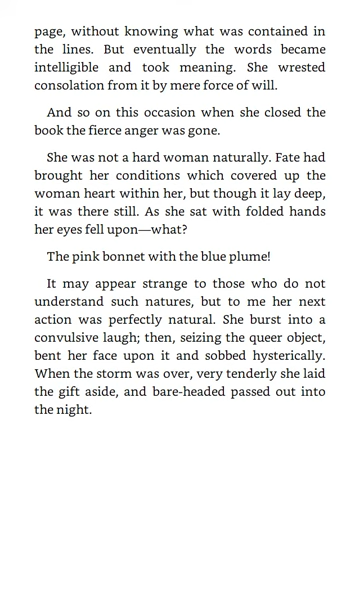 page, without knowing what was contained in
the lines. But eventually the words became
intelligible and took meaning. She wrested
consolation from it by mere force of will.
And so on this occasion when she closed the
book the fierce anger was gone.
She was not a hard woman naturally. Fate had
brought her conditions which covered up the
woman heart within her, but though it lay deep,
it was there still. As she sat with folded hands
her eyes fell upon—what?
The pink bonnet with the blue plume!
It may appear strange to those who do not
understand such natures, but to me her next
action was perfectly natural. She burst into a
convulsive laugh; then, seizing the queer object,
bent her face upon it and sobbed hysterically.
When the storm was over, very tenderly she laid
the gift aside, and bare-headed passed out into
the night.